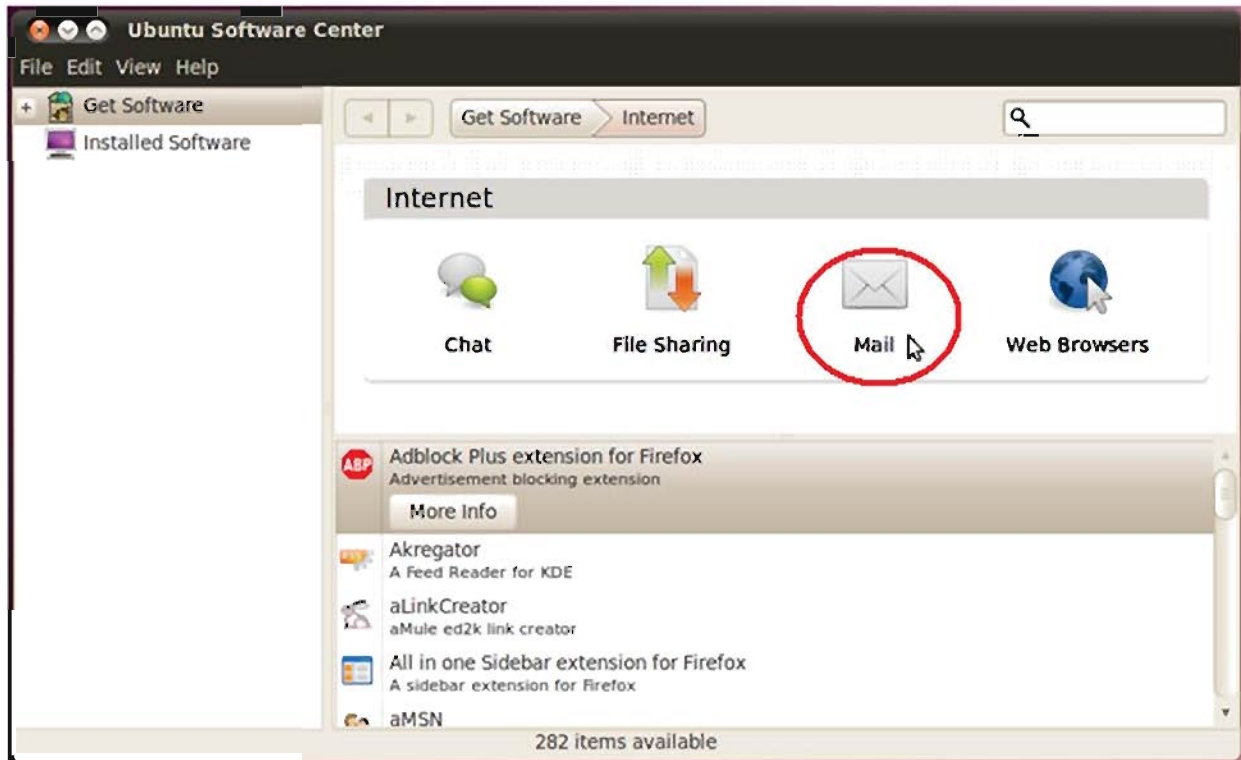 Ubuntu Software Center
File Edit View Help
Get Software
Installed Software
Get Software Internet
Internet
Chat File Sharing Mail Web Browsers
ABP
Adblock Plus extension for Firefox
Advertisement blocking extension
More Info
Akregator
A Feed Reader for KDE
aLinkCreator
aMule ed2k link creator
All in one Sidebar extension for Firefox
A sidebar extension for Firefox
aMSN
282 items available